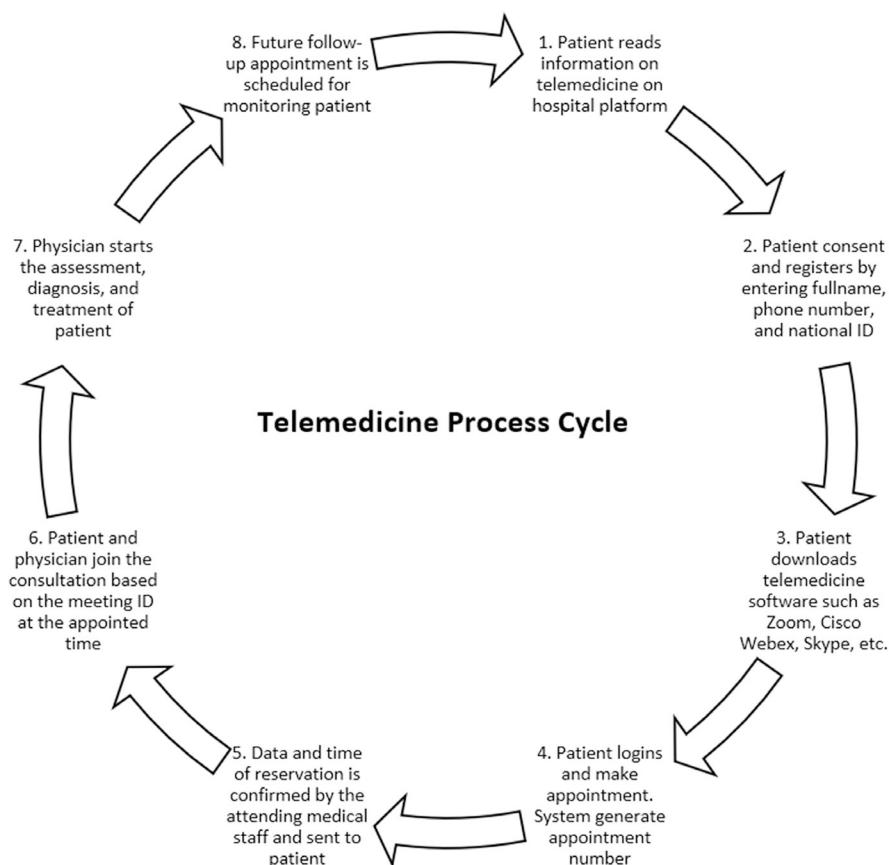 8. Future follow-
up appointment is
scheduled for
monitoring patient
1. Patient reads
information on
telemedicine on
hospital platform
2. Patient consent
and registers by
entering fullname,
phone number,
and national ID
3. Patient
downloads
telemedicine
software such as
Zoom, Cisco
Webex, Skype, etc.
4. Patient logins
and make
appointment.
System generate
appointment
number
5. Data and time
of reservation is
confirmed by the
attending medical
staff and sent to
patient
6. Patient and
physician join the
consultation based
on the meeting ID
at the appointed
time
7. Physician starts
the assessment,
diagnosis, and
treatment of
patient
Telemedicine Process Cycle